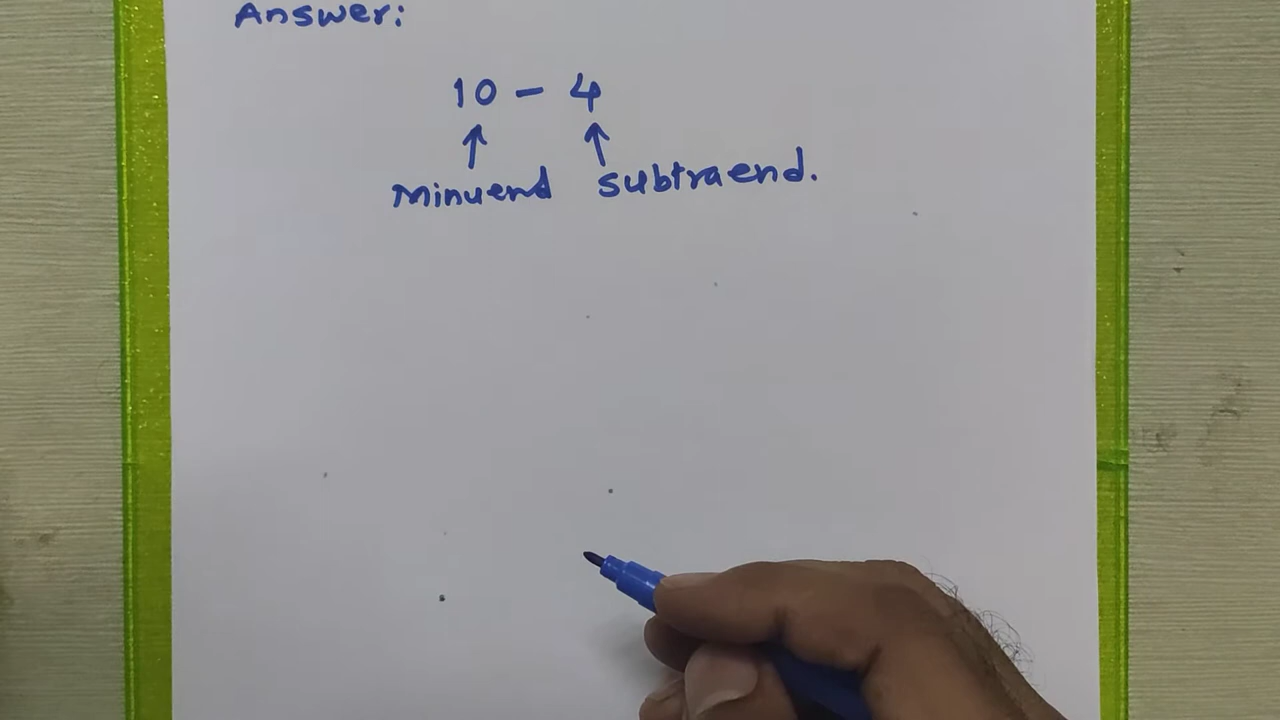 Answer:
10 - 4
↑ ↑
Minuend subtraend.